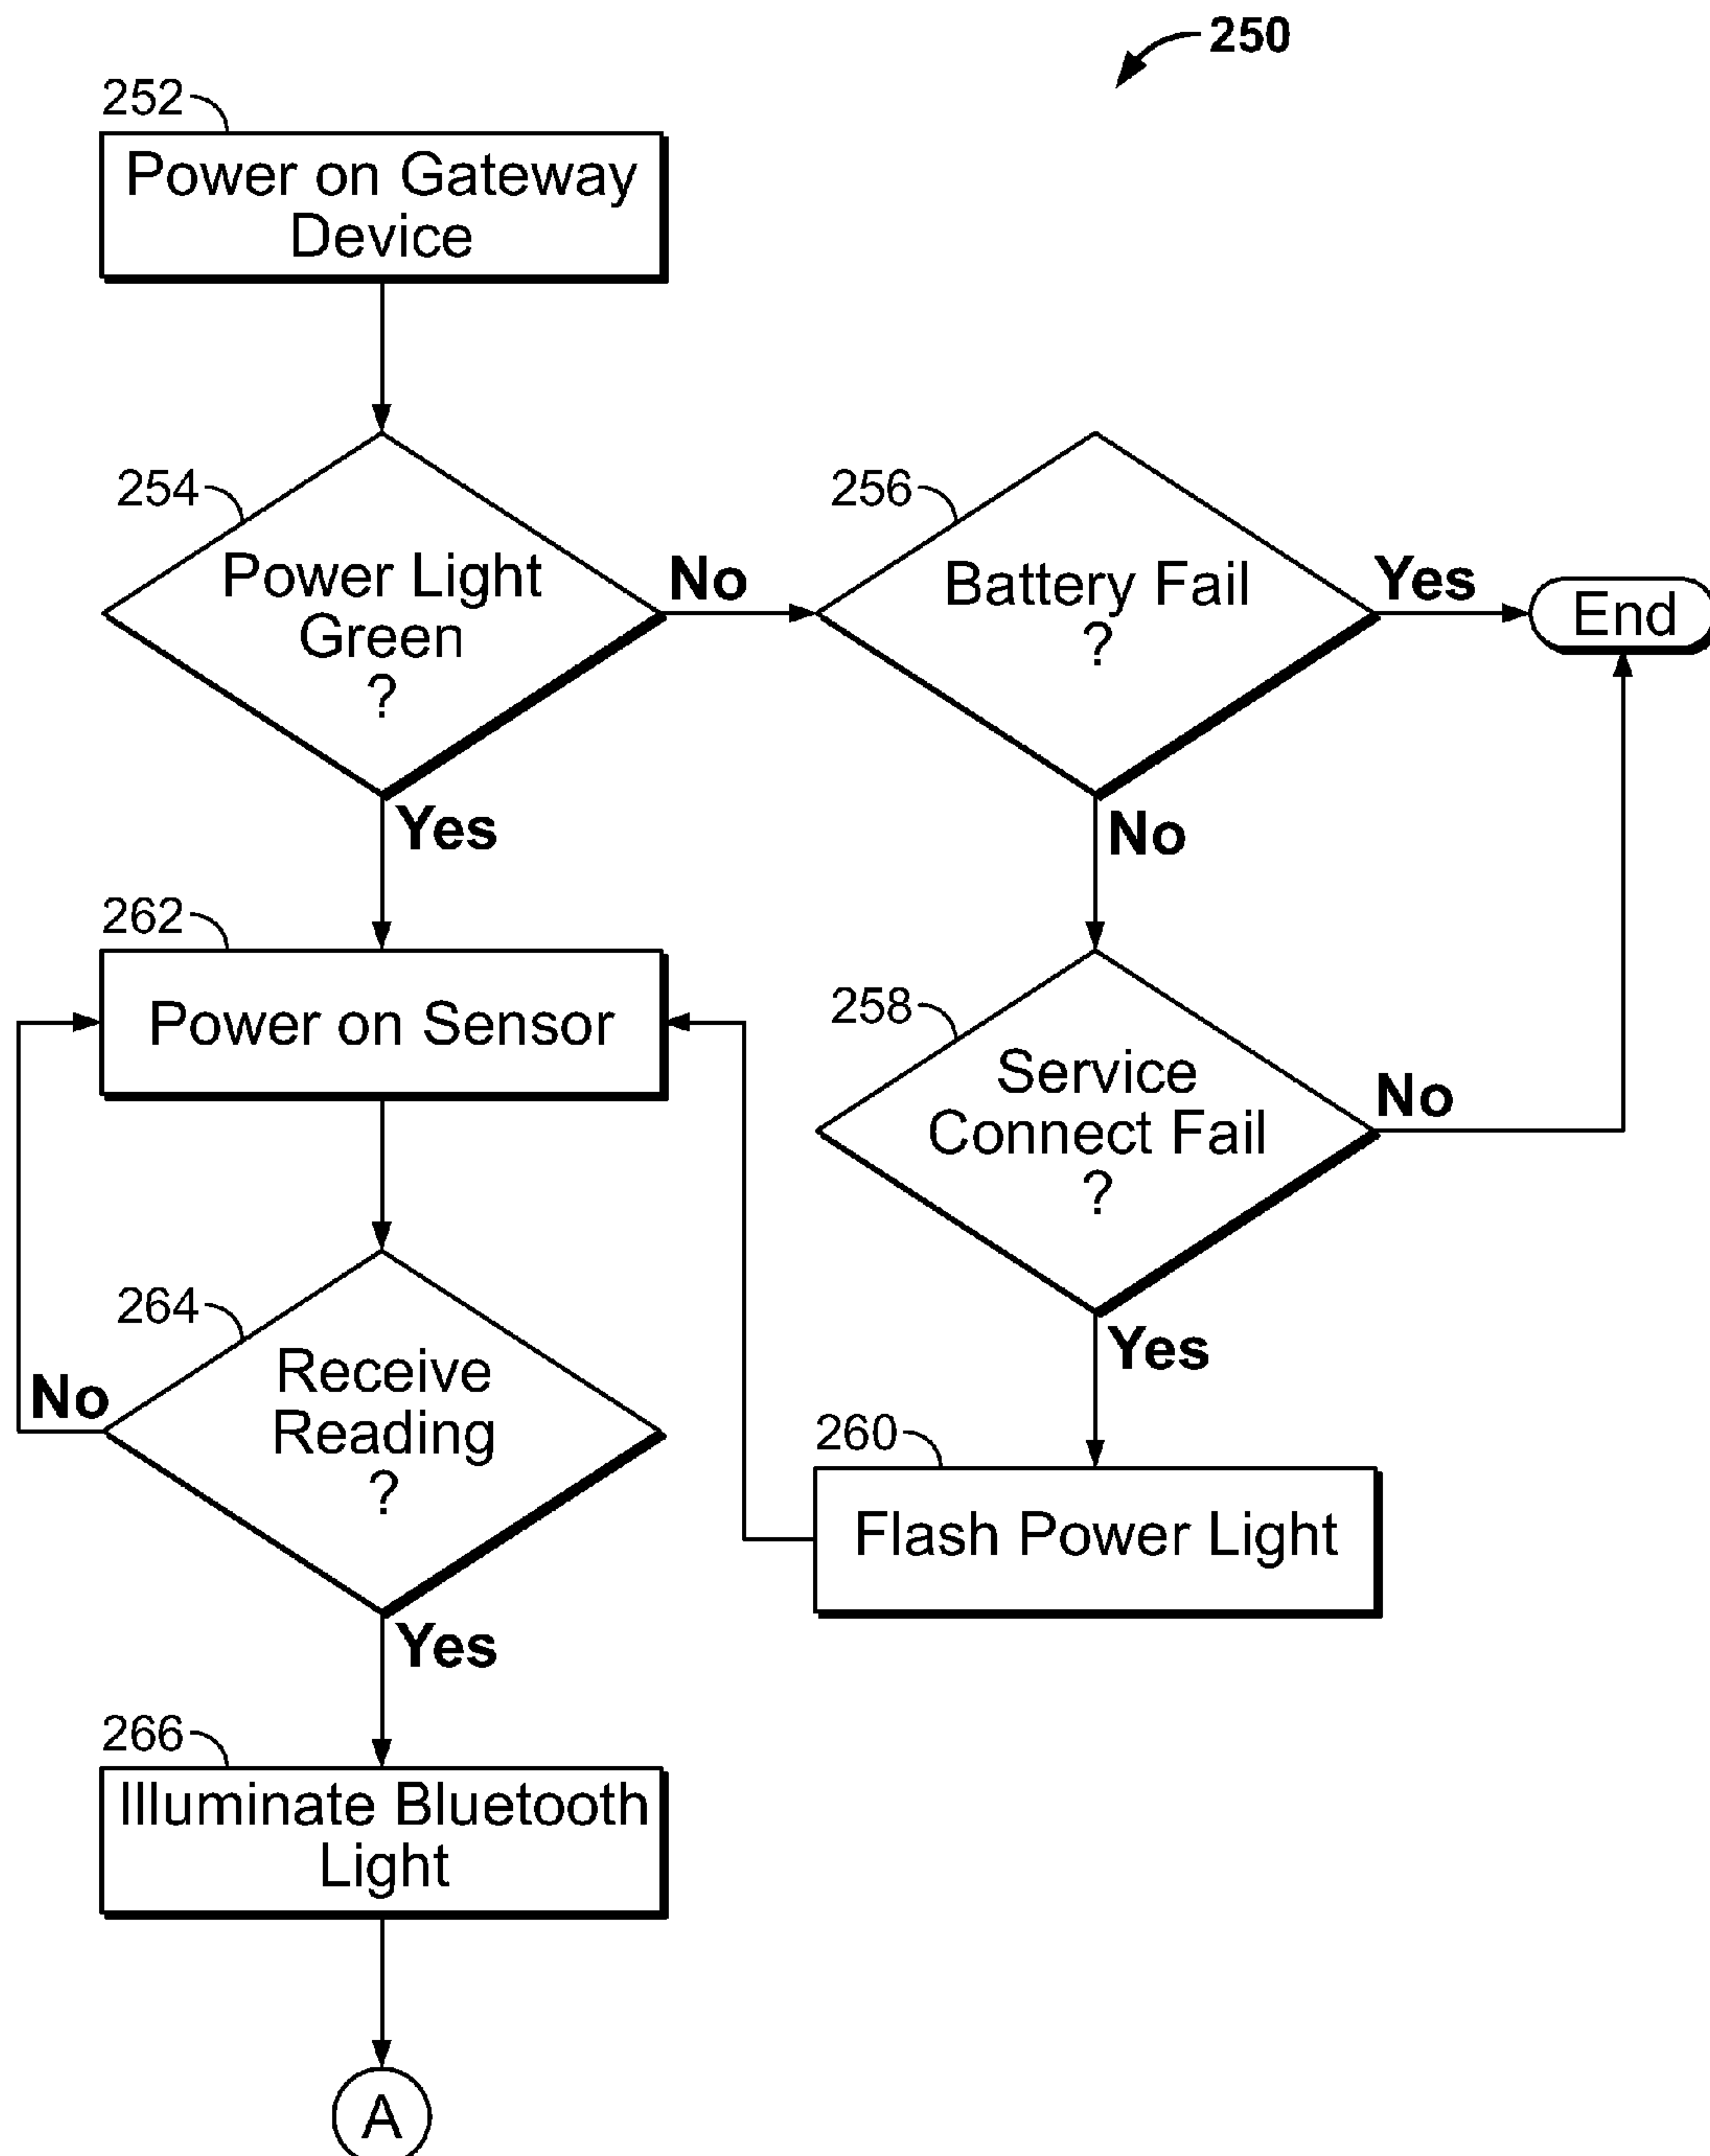 250
252
Power on Gateway
Device
254
Power Light
Green
?
No
Yes
256
Battery Fail
?
Yes
End
No
262
Power on Sensor
258
Service
Connect Fail
?
No
Yes
264
Receive
Reading
?
No
Yes
260
Flash Power Light
266
Illuminate Bluetooth
Light
A